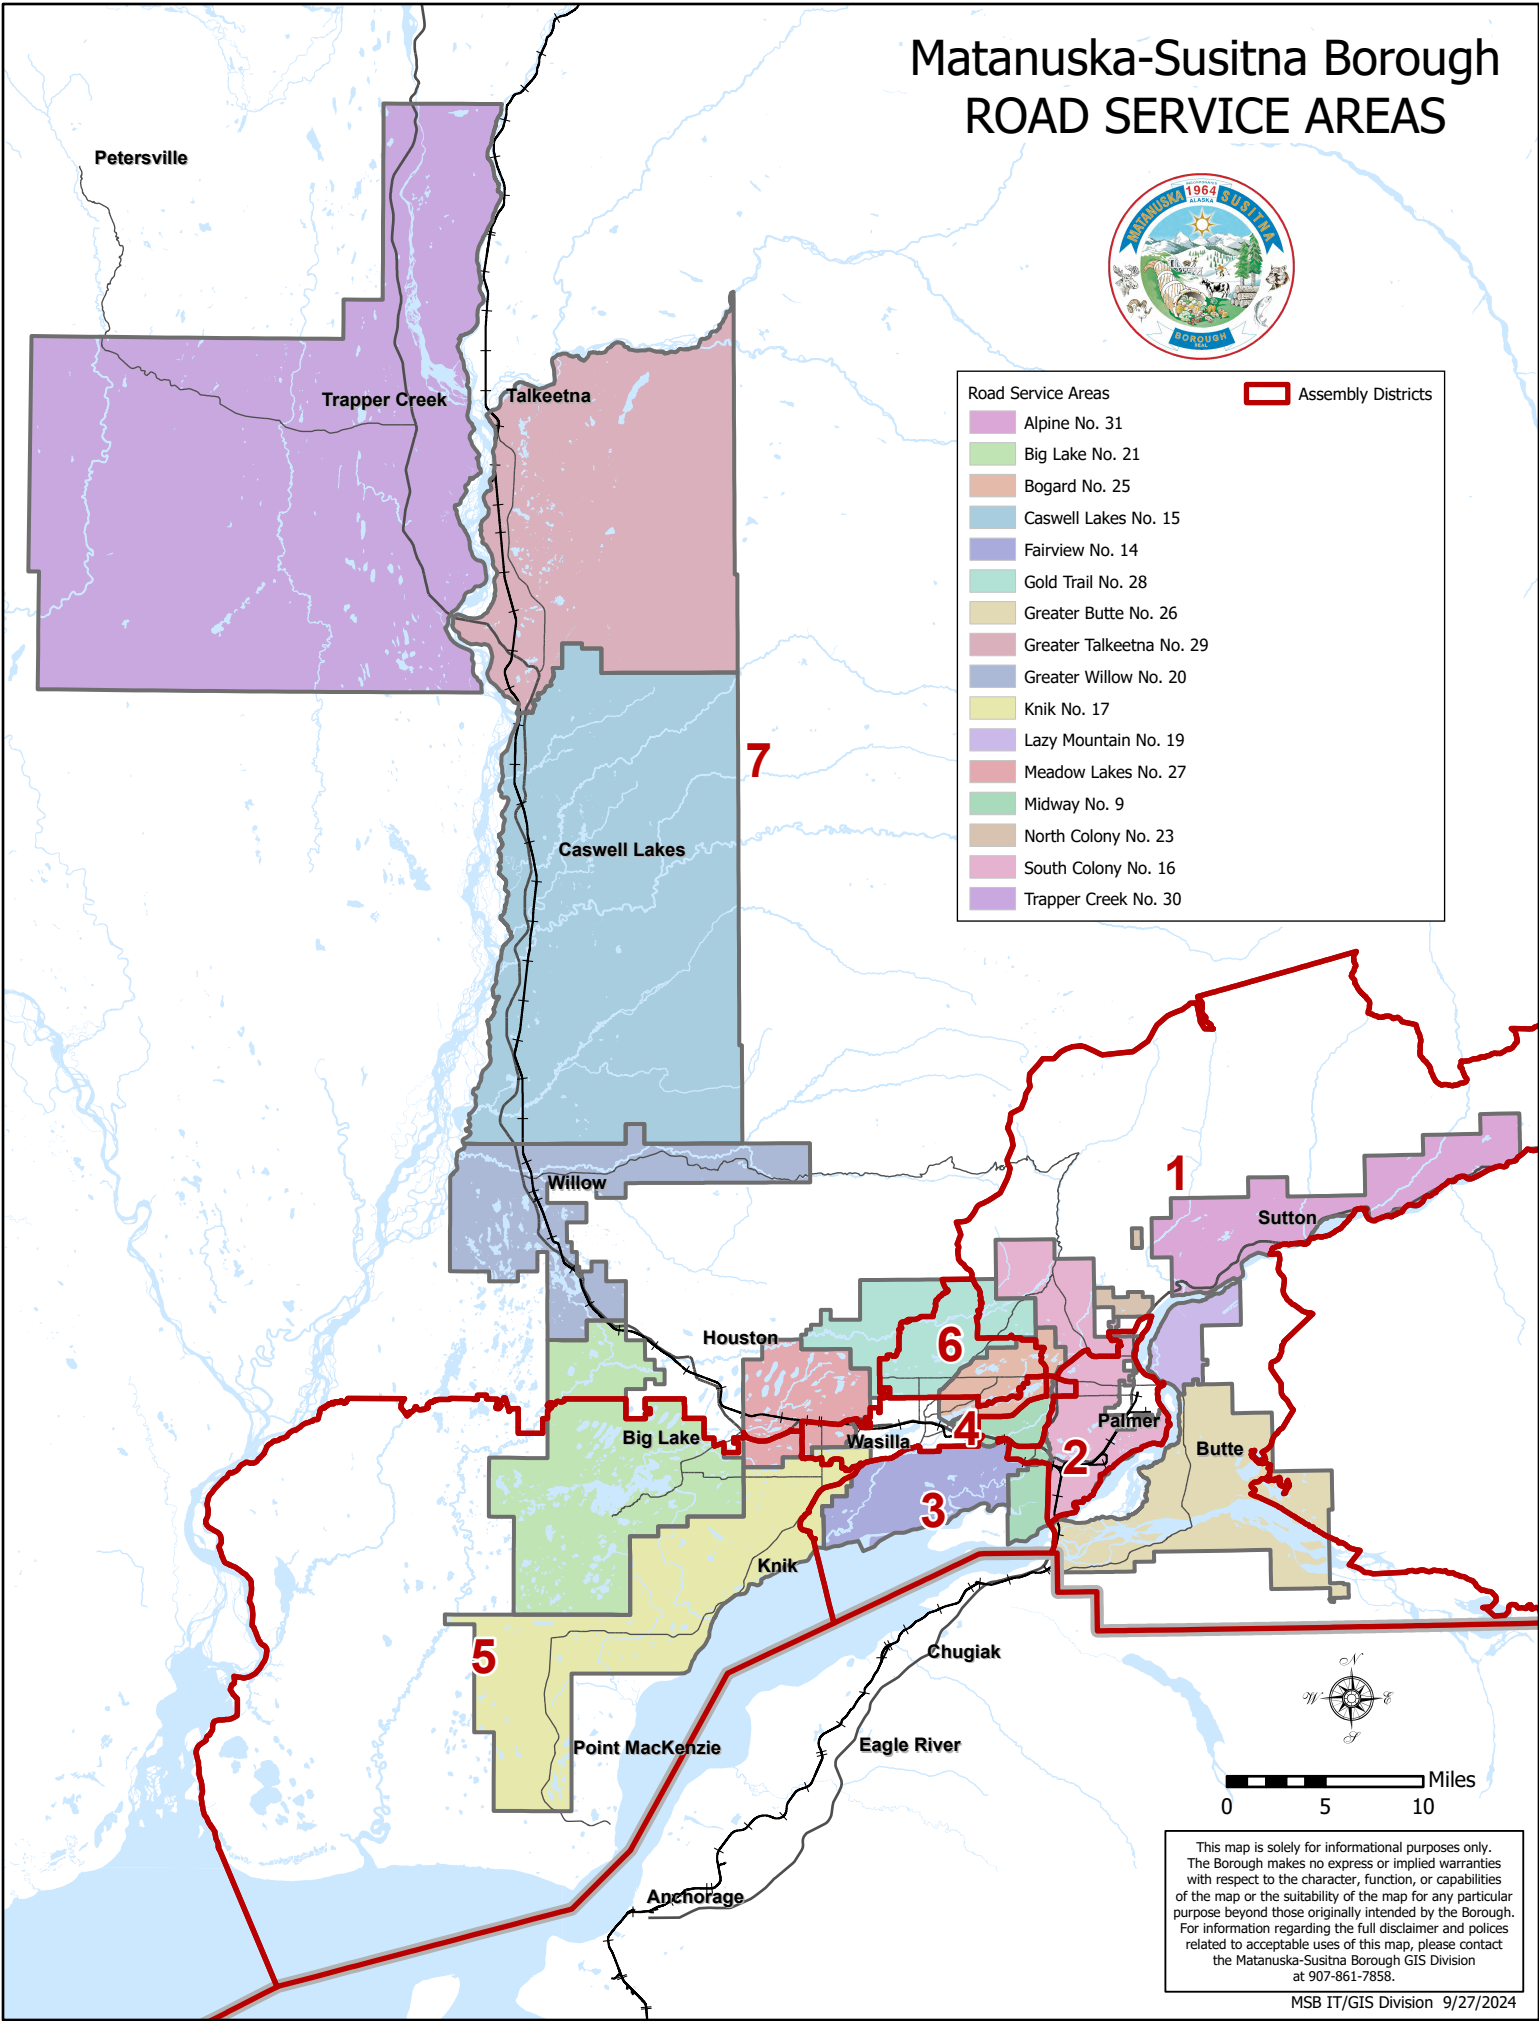 Matanuska-Susitna Borough
ROAD SERVICE AREAS
1964
ALASKA
MATANUSKA SUSITNA
BOROUGH
SEAL
Road Service Areas
Assembly Districts
Alpine No. 31
Big Lake No. 21
Bogard No. 25
Caswell Lakes No. 15
Fairview No. 14
Gold Trail No. 28
Greater Butte No. 26
Greater Talkeetna No. 29
Greater Willow No. 20
Knik No. 17
Lazy Mountain No. 19
Meadow Lakes No. 27
Midway No. 9
North Colony No. 23
South Colony No. 16
Trapper Creek No. 30
Petersville
Trapper Creek
Talkeetna
7
Caswell Lakes
1
Willow
Sutton
Houston
6
Big Lake
Wasilla
4
Palmer
2
Butte
3
Knik
5
Chugiak
Point MacKenzie
Eagle River
Anchorage
N
W E
S
Miles
0 5 10
This map is solely for informational purposes only.
The Borough makes no express or implied warranties
with respect to the character, function, or capabilities
of the map or the suitability of the map for any particular
purpose beyond those originally intended by the Borough.
For information regarding the full disclaimer and polices
related to acceptable uses of this map, please contact
the Matanuska-Susitna Borough GIS Division
at 907-861-7858.
MSB IT/GIS Division 9/27/2024